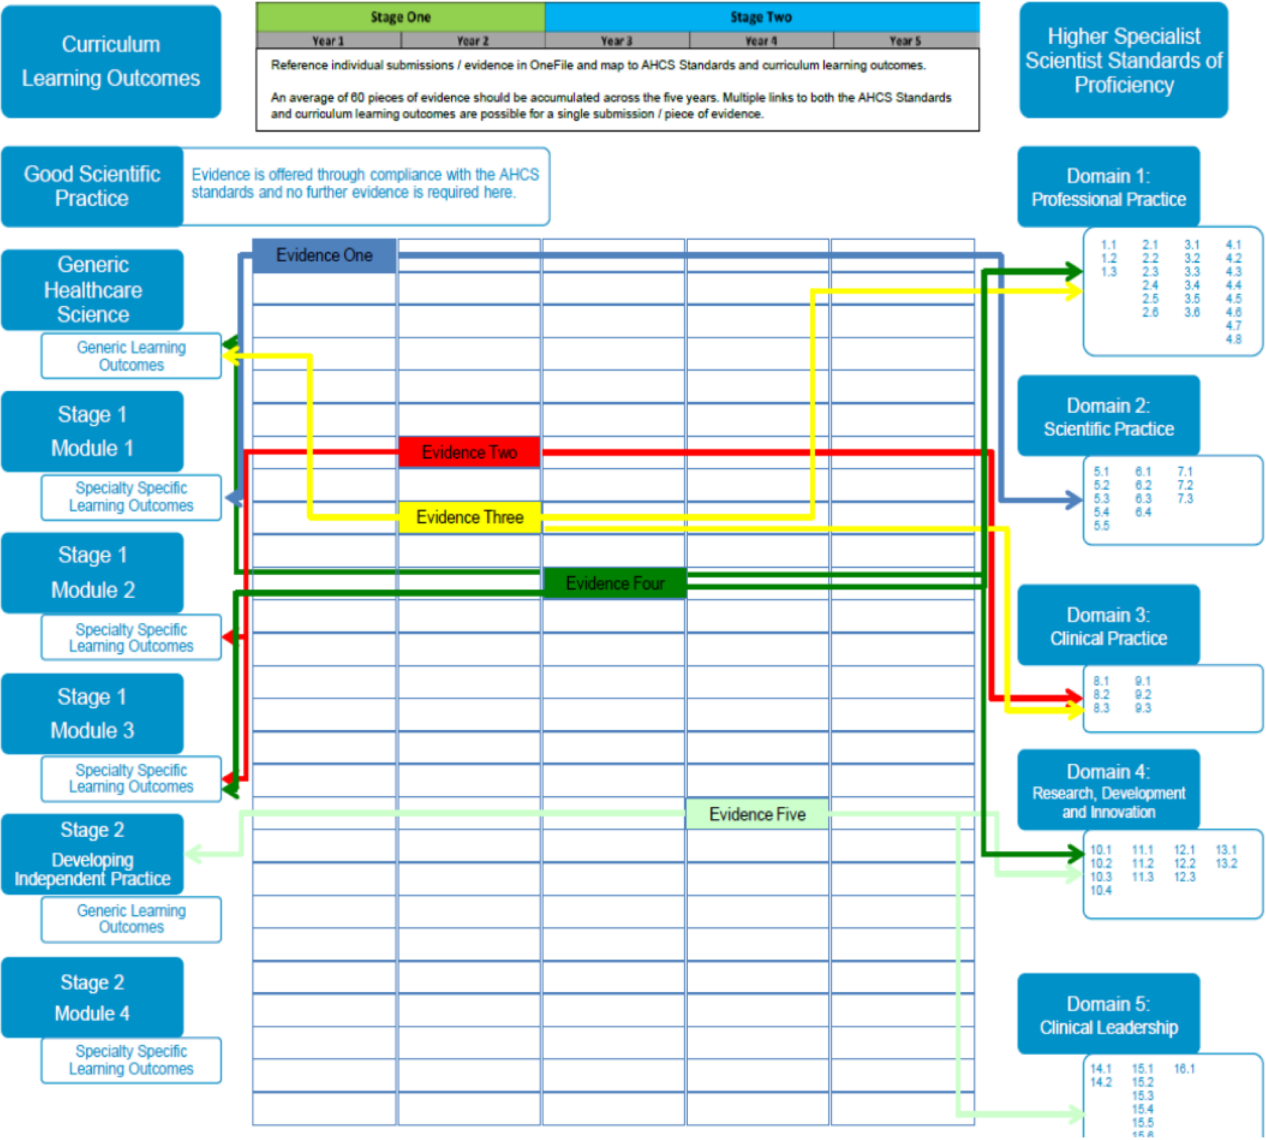 Curriculum
Learning Outcomes
Stage One
Stage Two
Year 1
Year 2
Year 3
Year 4
Year 5
Reference individual submissions / evidence in OneFile and map to AHCS Standards and curriculum learning outcomes.
An average of 60 pieces of evidence should be accumulated across the five years. Multiple links to both the AHCS Standards
and curriculum learning outcomes are possible for a single submission / piece of evidence.
Higher Specialist
Scientist Standards of
Proficiency
Good Scientific
Practice
Evidence is offered through compliance with the AHCS
standards and no further evidence is required here.
Generic
Healthcare
Science
Generic Learning
Outcomes
Stage 1
Module 1
Specialty Specific
Learning Outcomes
Stage 1
Module 2
Specialty Specific
Learning Outcomes
Stage 1
Module 3
Specialty Specific
Learning Outcomes
Stage 2
Developing
Independent Practice
Generic Learning
Outcomes
Stage 2
Module 4
Specialty Specific
Learning Outcomes
Evidence One
Evidence Two
Evidence Three
Evidence Four
Evidence Five
Domain 1:
Professional Practice
1.1 2.1 3.1 4.1
1.2 2.2 3.2 4.2
1.3 2.3 3.3 4.3
2.4 3.4 4.4
2.5 3.5 4.5
2.6 3.6 4.6
4.7
4.8
Domain 2:
Scientific Practice
5.1 6.1 7.1
5.2 6.2 7.2
5.3 6.3 7.3
5.4 6.4
5.5
Domain 3:
Clinical Practice
8.1 9.1
8.2 9.2
8.3 9.3
Domain 4:
Research, Development
and Innovation
10.1 11.1 12.1 13.1
10.2 11.2 12.2 13.2
10.3 11.3 12.3
10.4
Domain 5:
Clinical Leadership
14.1 15.1 16.1
14.2 15.2
15.3
15.4
15.5
15.6